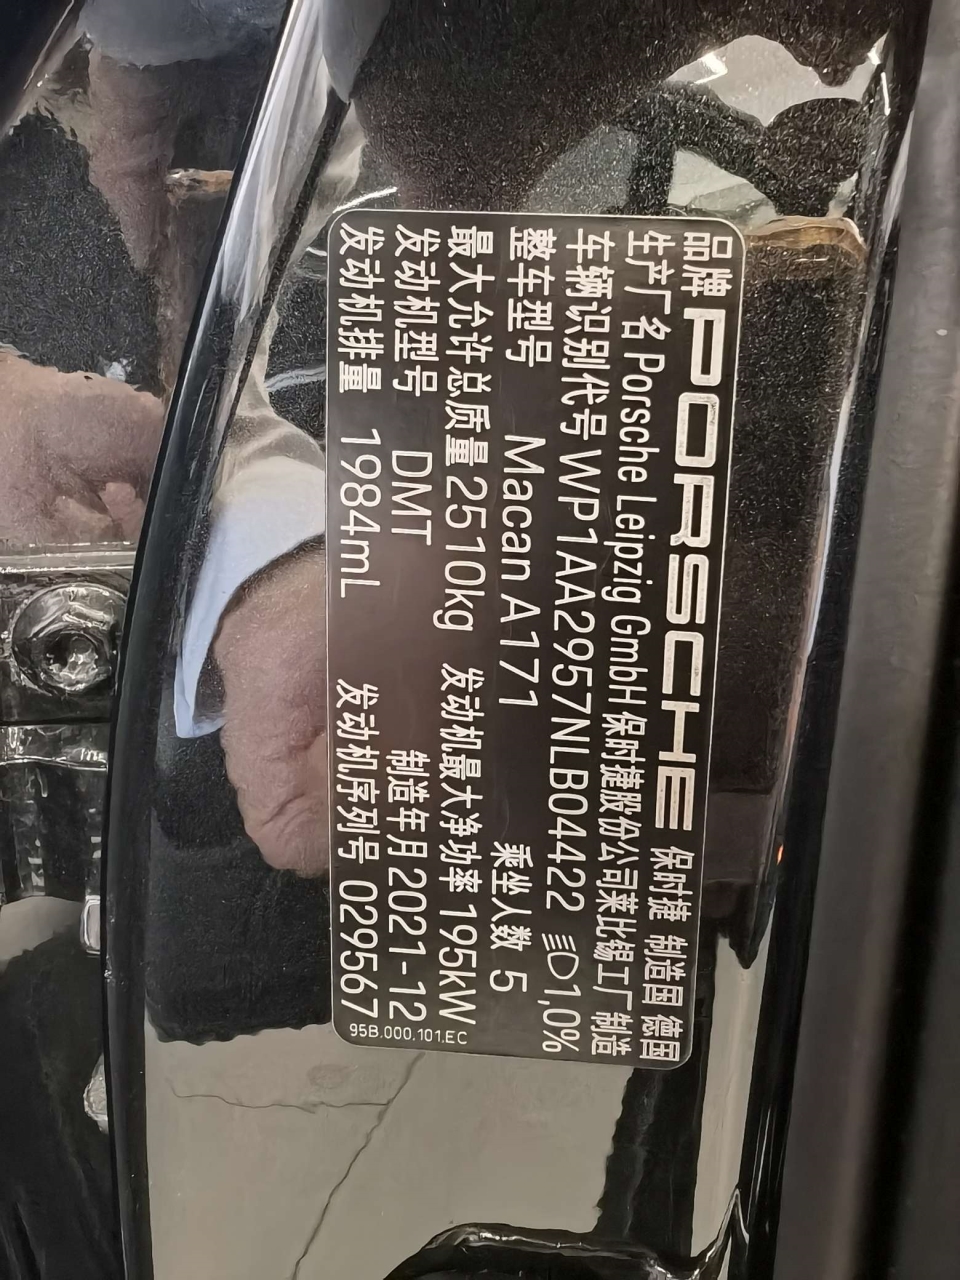 品牌 PORSCHE 保时捷 制造国 德国
生产厂名 Porsche Leipzig GmbH 保时捷股份公司莱比锡工厂制造
车辆识别代号 WP1AA2957NLB04422 1,0%
整车型号 Macan A171 乘坐人数 5
最大允许总质量 2510kg 发动机最大净功率 195kW
发动机型号 DMT 制造年月 2021-12
发动机排量 1984mL 发动机序列号 029567
95B.000.101.EC